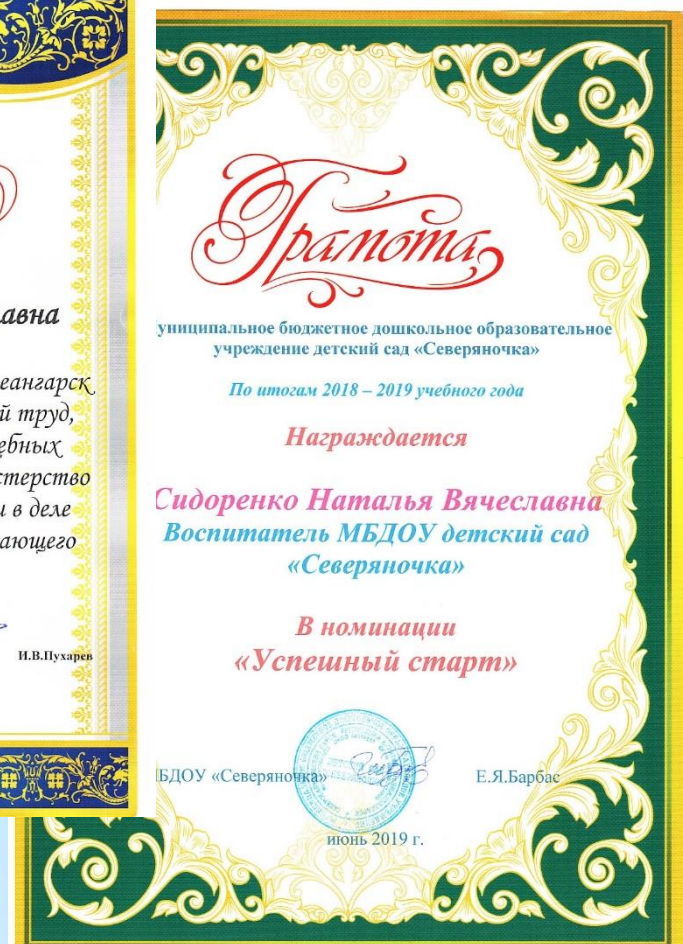 авна
еангарск
й труд,
ебных
стерство
и в деле
ающего
И.В.Пухарев
Грамота
униципальное бюджетное дошкольное образовательное
учреждение детский сад «Северяночка»
По итогам 2018 – 2019 учебного года
Награждается
Сидоренко Наталья Вячеславна
Воспитатель МБДОУ детский сад
«Северяночка»
В номинации
«Успешный старт»
БДОУ «Северяночка»
Е.Я.Барбас
июнь 2019 г.